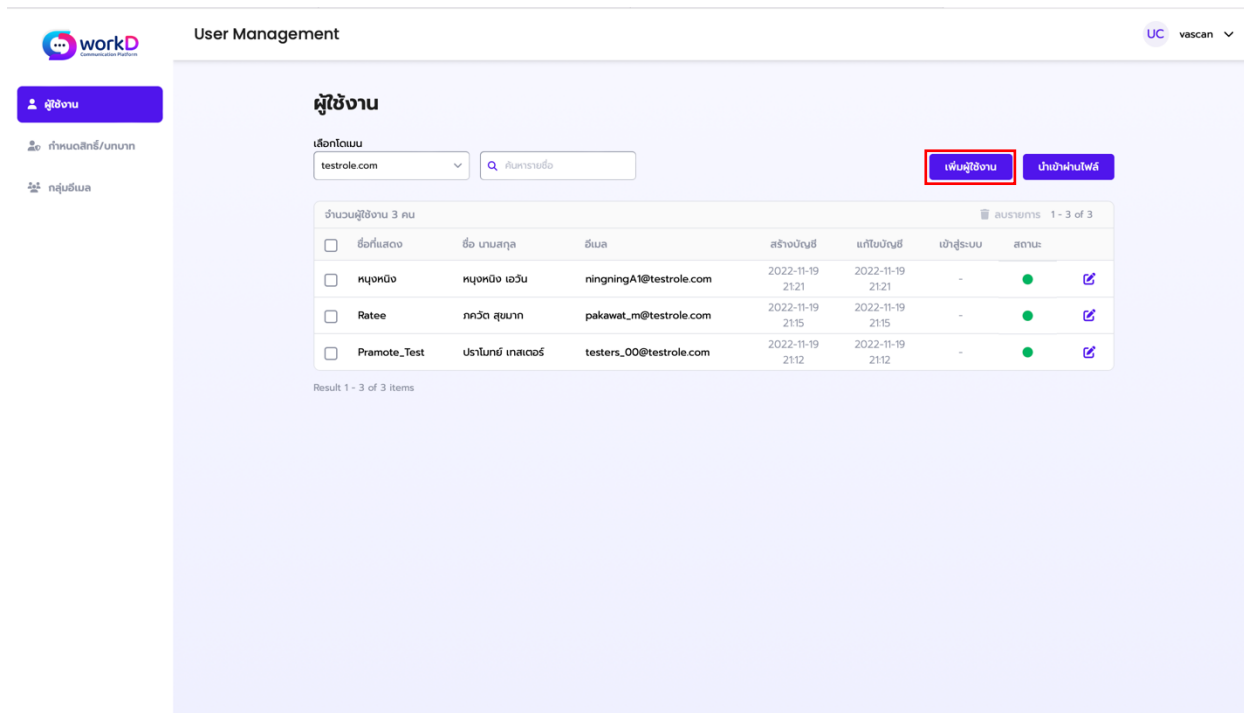 workD
Communication Platform
User Management
UC vascan
ผู้ใช้งาน
กำหนดสิทธิ์/บทบาท
กลุ่มอีเมล
ผู้ใช้งาน
เลือกโดเมน
testrole.com
ค้นหารายชื่อ
เพิ่มผู้ใช้งาน
นำเข้าผ่านไฟล์
จำนวนผู้ใช้งาน 3 คน
ลบรายการ 1 - 3 of 3
ชื่อที่แสดง ชื่อ นามสกุล อีเมล สร้างบัญชี แก้ไขบัญชี เข้าสู่ระบบ สถานะ
หนุงหนิง หนุงหนิง เอวัน ningningA1@testrole.com 2022-11-19 2022-11-19 -
21:21 21:21
Ratee ภควัต สุขมาก pakawat_m@testrole.com 2022-11-19 2022-11-19 -
21:15 21:15
Pramote_Test ปราโมทย์ เทสเตอร์ testers_00@testrole.com 2022-11-19 2022-11-19 -
21:12 21:12
Result 1 - 3 of 3 items